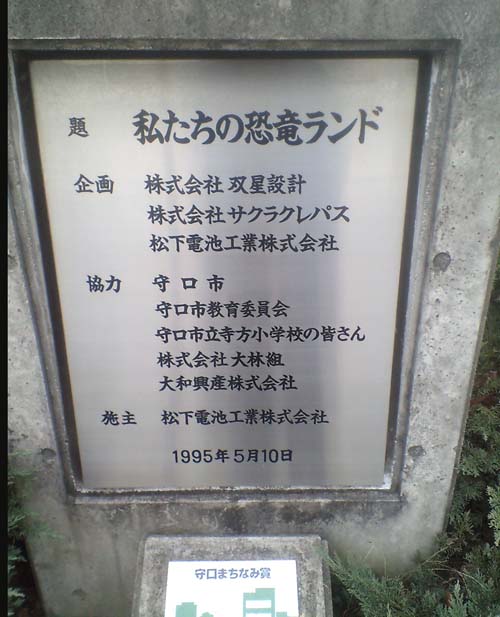 題 私たちの恐竜ランド
企画 株式会社 双星設計
株式会社 サクラクレパス
松下電池工業株式会社
協力 守口市
守口市教育委員会
守口市立寺方小学校の皆さん
株式会社 大林組
大和興産株式会社
施主 松下電池工業株式会社
1995年5月10日
守口まちなみ賞